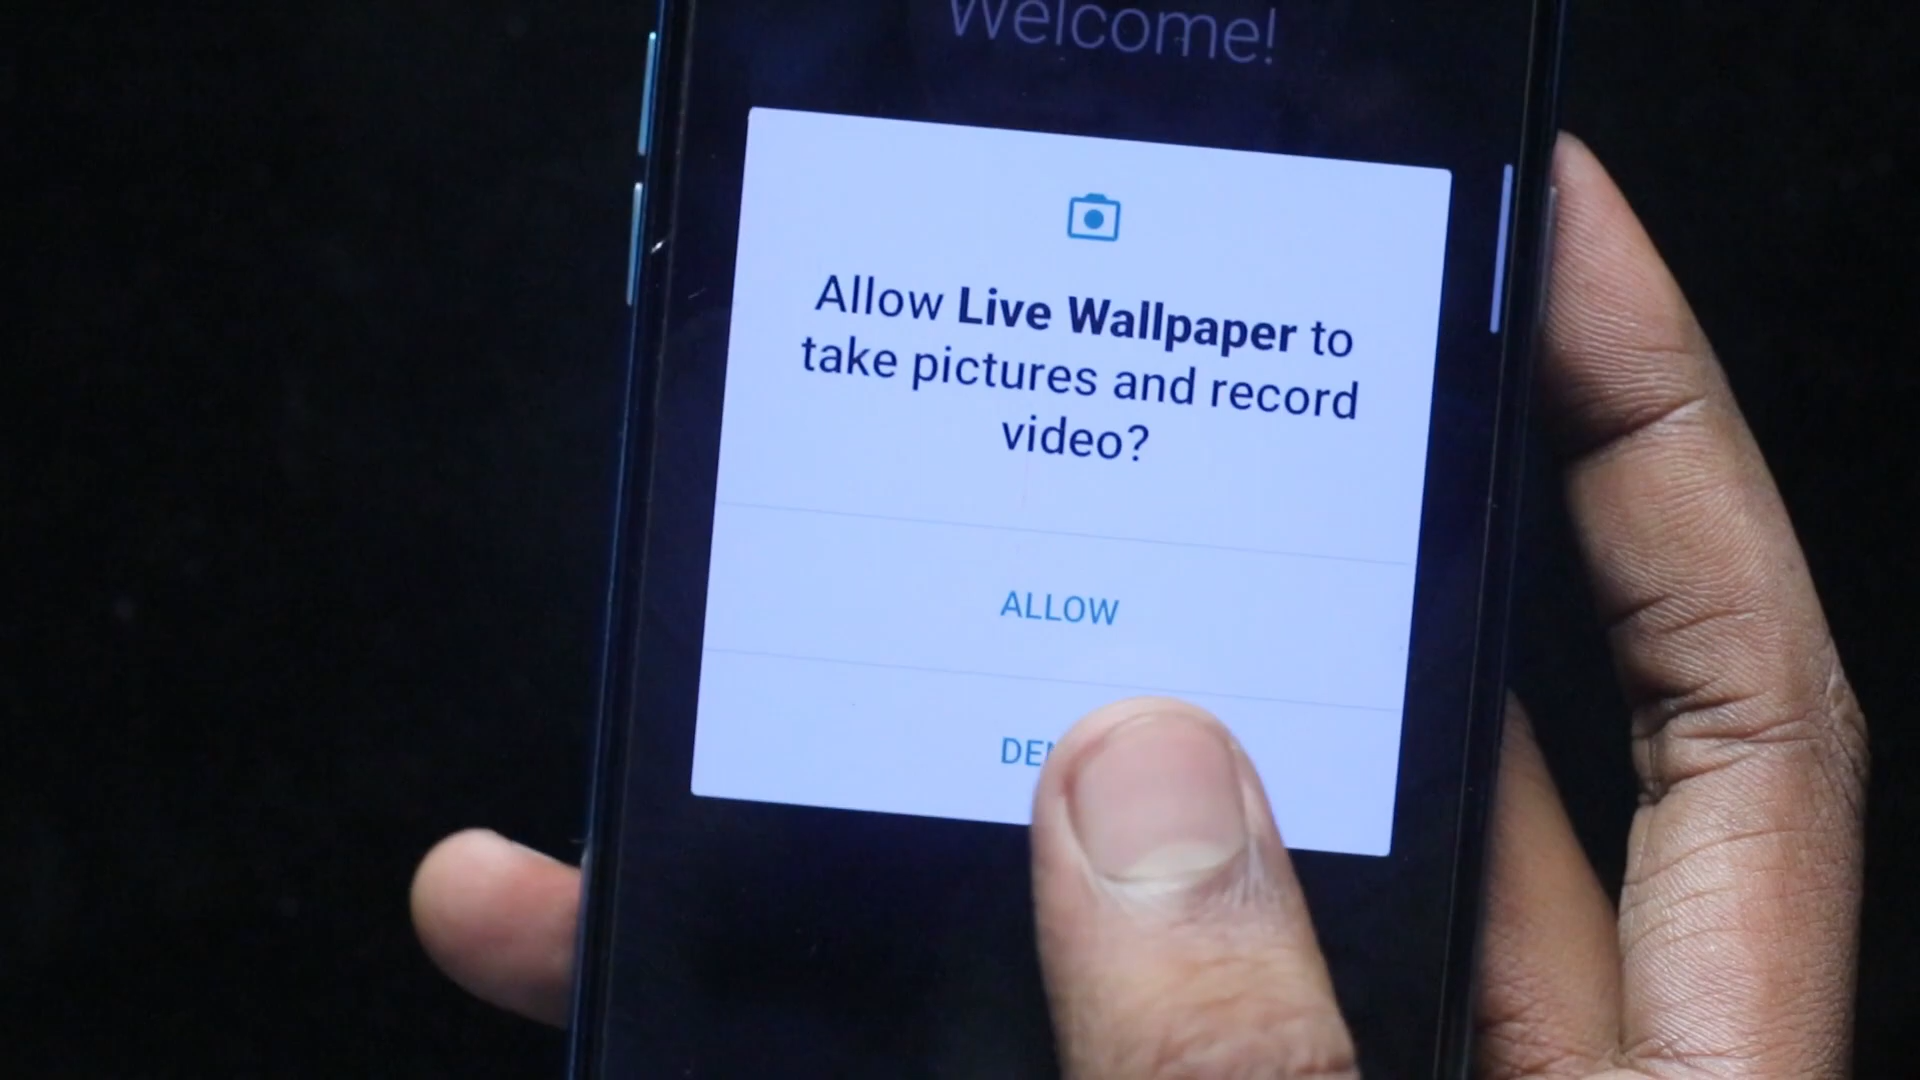 Welcome!
Allow Live Wallpaper to
take pictures and record
video?
ALLOW